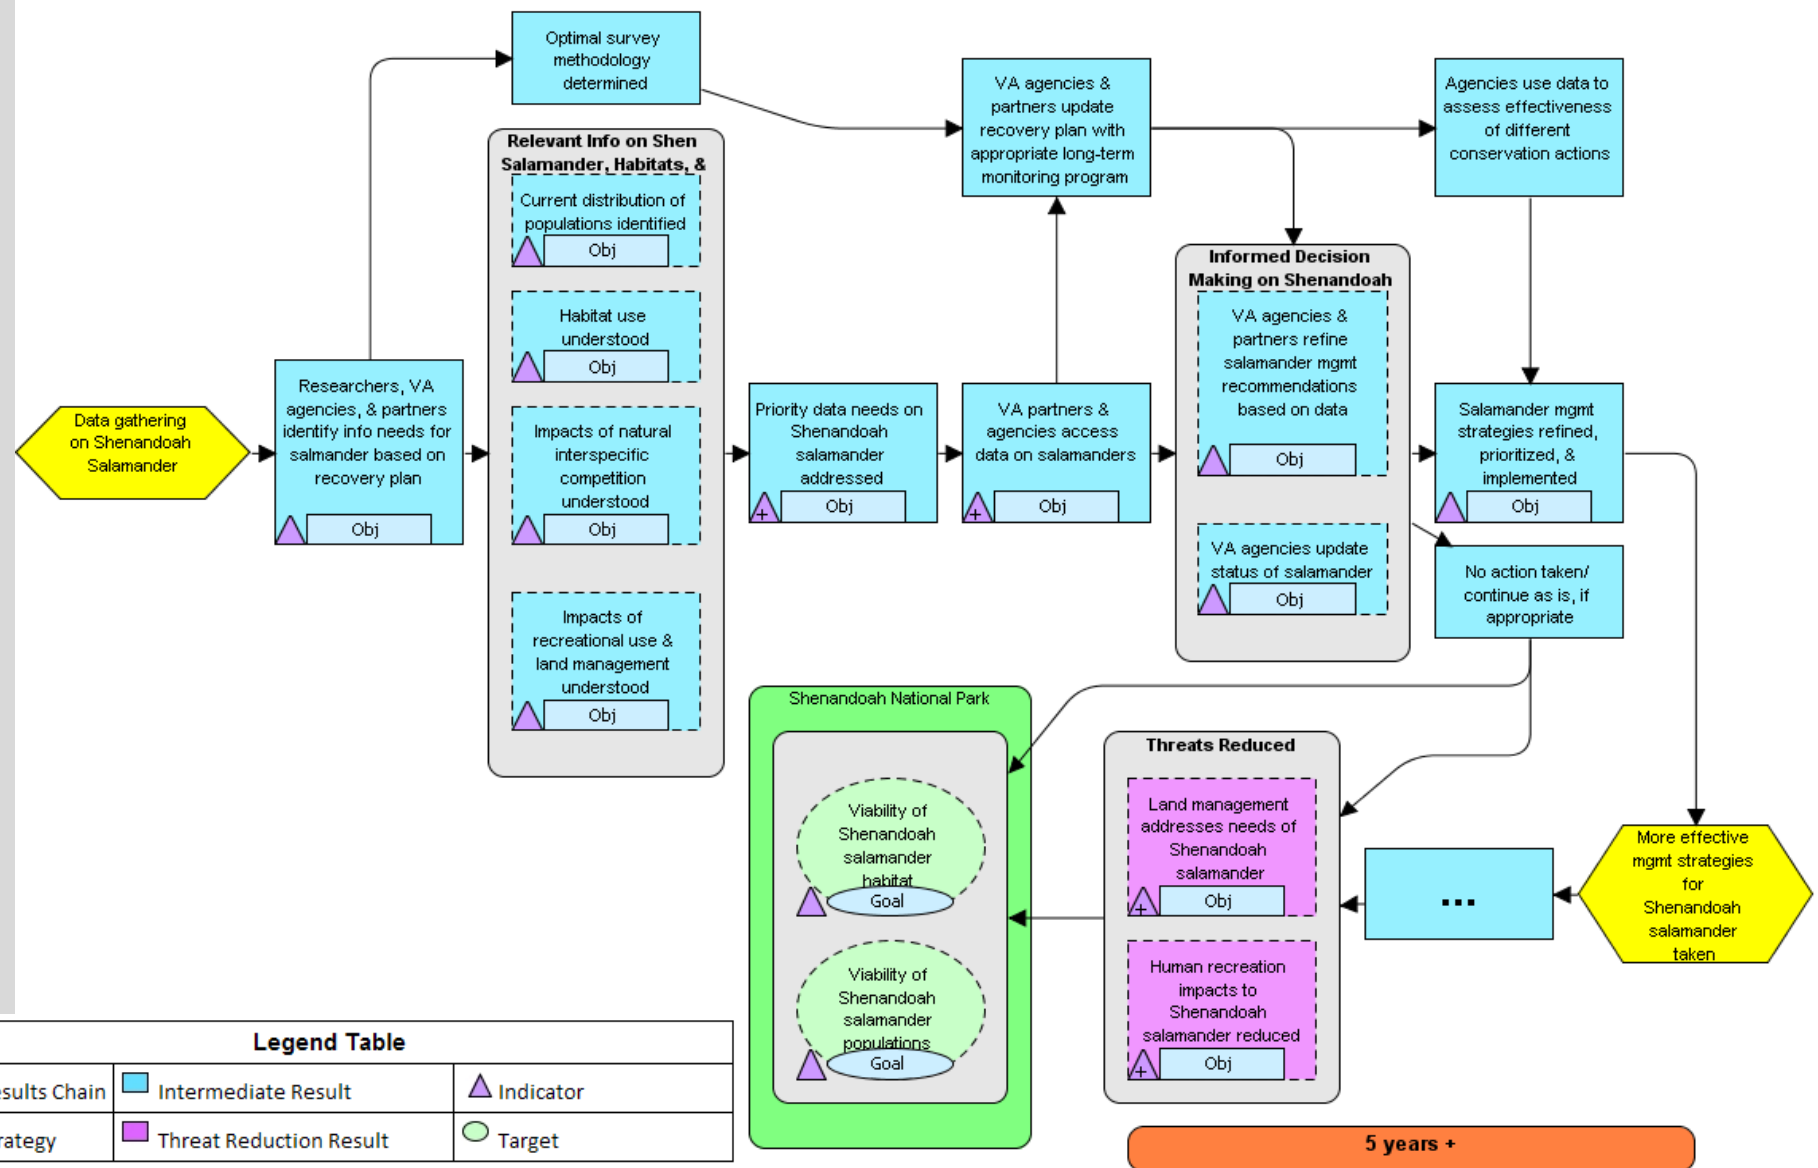 Optimal survey
methodology
determined
VA agencies &
partners update
recovery plan with
appropriate long-term
monitoring program
Agencies use data to
assess effectiveness
of different
conservation actions
Relevant Info on Shen
Salamander, Habitats, &
Current distribution of
populations identified
Obj
Habitat use
understood
Obj
Impacts of natural
interspecific
competition
understood
Obj
Impacts of
recreational use &
land management
understood
Obj
Data gathering
on Shenandoah
Salamander
Researchers, VA
agencies, & partners
identify info needs for
salmander based on
recovery plan
Obj
Priority data needs on
Shenandoah
salamander
addressed
+
Obj
VA partners &
agencies access
data on salamanders
+
Obj
Informed Decision
Making on Shenandoah
VA agencies &
partners refine
salamander mgmt
recommendations
based on data
Obj
VA agencies update
status of salamander
Obj
Salamander mgmt
strategies refined,
prioritized, &
implemented
Obj
No action taken/
continue as is, if
appropriate
Shenandoah National Park
Viability of
Shenandoah
salamander
habitat
Goal
Viability of
Shenandoah
salamander
populations
Goal
Threats Reduced
Land management
addresses needs of
Shenandoah
salamander
+
Obj
Human recreation
impacts to
Shenandoah
salamander reduced
+
Obj
...
More effective
mgmt strategies
for
Shenandoah
salamander
taken
5 years +
Legend Table
esults Chain
Intermediate Result
Indicator
rategy
Threat Reduction Result
Target